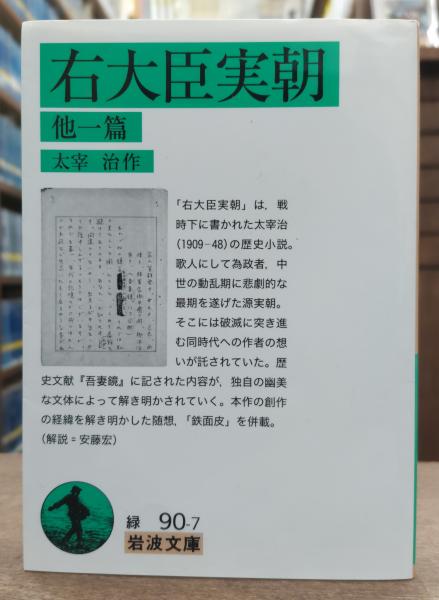 右大臣実朝
他一篇
太宰 治作
「右大臣実朝」は，戦
時下に書かれた太宰治
(1909-48)の歴史小説。
歌人にして為政者，中
世の動乱期に悲劇的な
最期を遂げた源実朝。
そこには破滅に突き進
む同時代への作者の想
いが託されていた。歴
史文献『吾妻鏡』に記された内容が，独自の幽美
な文体によって解き明かされていく。本作の創作
の経緯を解き明かした随想，「鉄面皮」を併載。
(解説＝安藤宏)
緑 90-7
岩波文庫